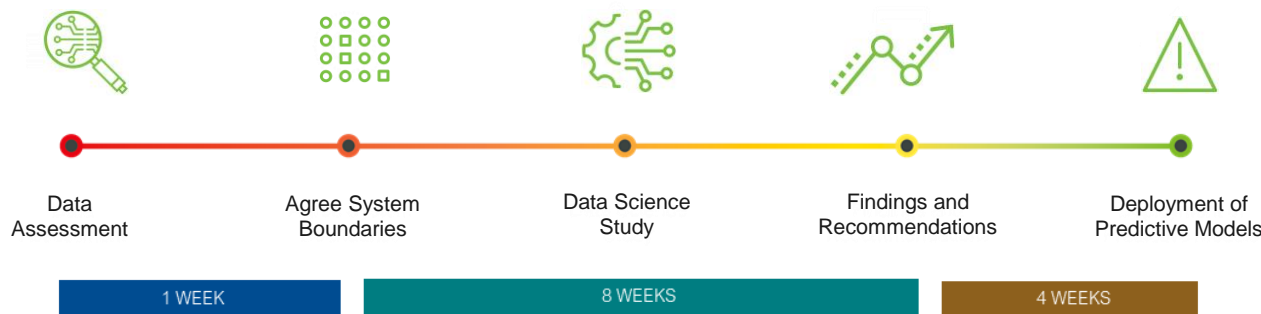 Data
Assessment
Agree System
Boundaries
Data Science
Study
Findings and
Recommendations
Deployment of
Predictive Models
1 WEEK
8 WEEKS
4 WEEKS